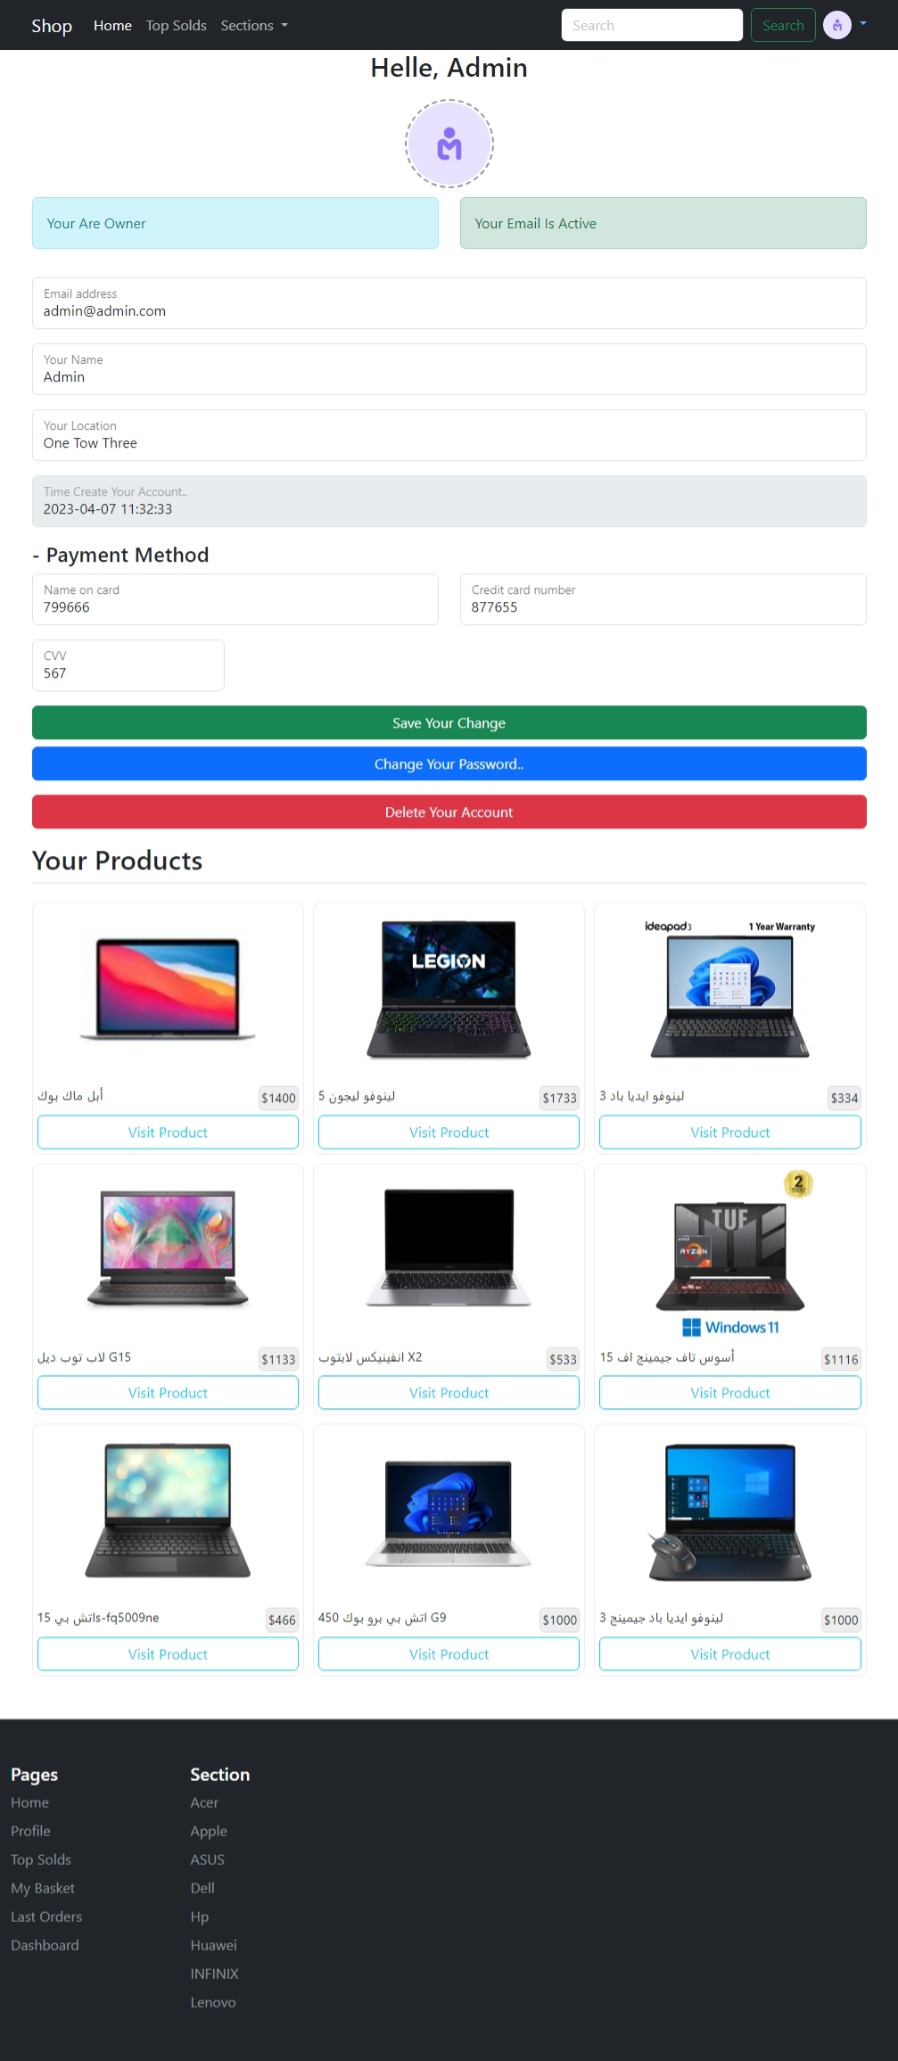 Shop Home Top Solds Sections Search Search
Helle, Admin
Your Are Owner
Your Email Is Active
Email address
admin@admin.com
Your Name
Admin
Your Location
One Tow Three
Time Create Your Account..
2023-04-07 11:32:33
- Payment Method
Name on card
799666
Credit card number
877655
CVV
567
Save Your Change
Change Your Password..
Delete Your Account
Your Products
أبل ماك بوك
$1400
Visit Product
LEGION
لينوفو ليجون 5
$1733
Visit Product
ideapad3 1 Year Warranty
لينوفو ايديا باد 3
$334
Visit Product
لاب توب ديل G15
$1133
Visit Product
انفينيكس لابتوب X2
$533
Visit Product
2
TUF
RYZEN
7
Windows 11
أسوس تاف جيمينج اف 15
$1116
Visit Product
اتش بي 15s-fq5009ne
$466
Visit Product
اتش بي برو بوك 450 G9
$1000
Visit Product
لينوفو ايديا باد جيمينج 3
$1000
Visit Product
Pages
Home
Profile
Top Solds
My Basket
Last Orders
Dashboard
Section
Acer
Apple
ASUS
Dell
Hp
Huawei
INFINIX
Lenovo